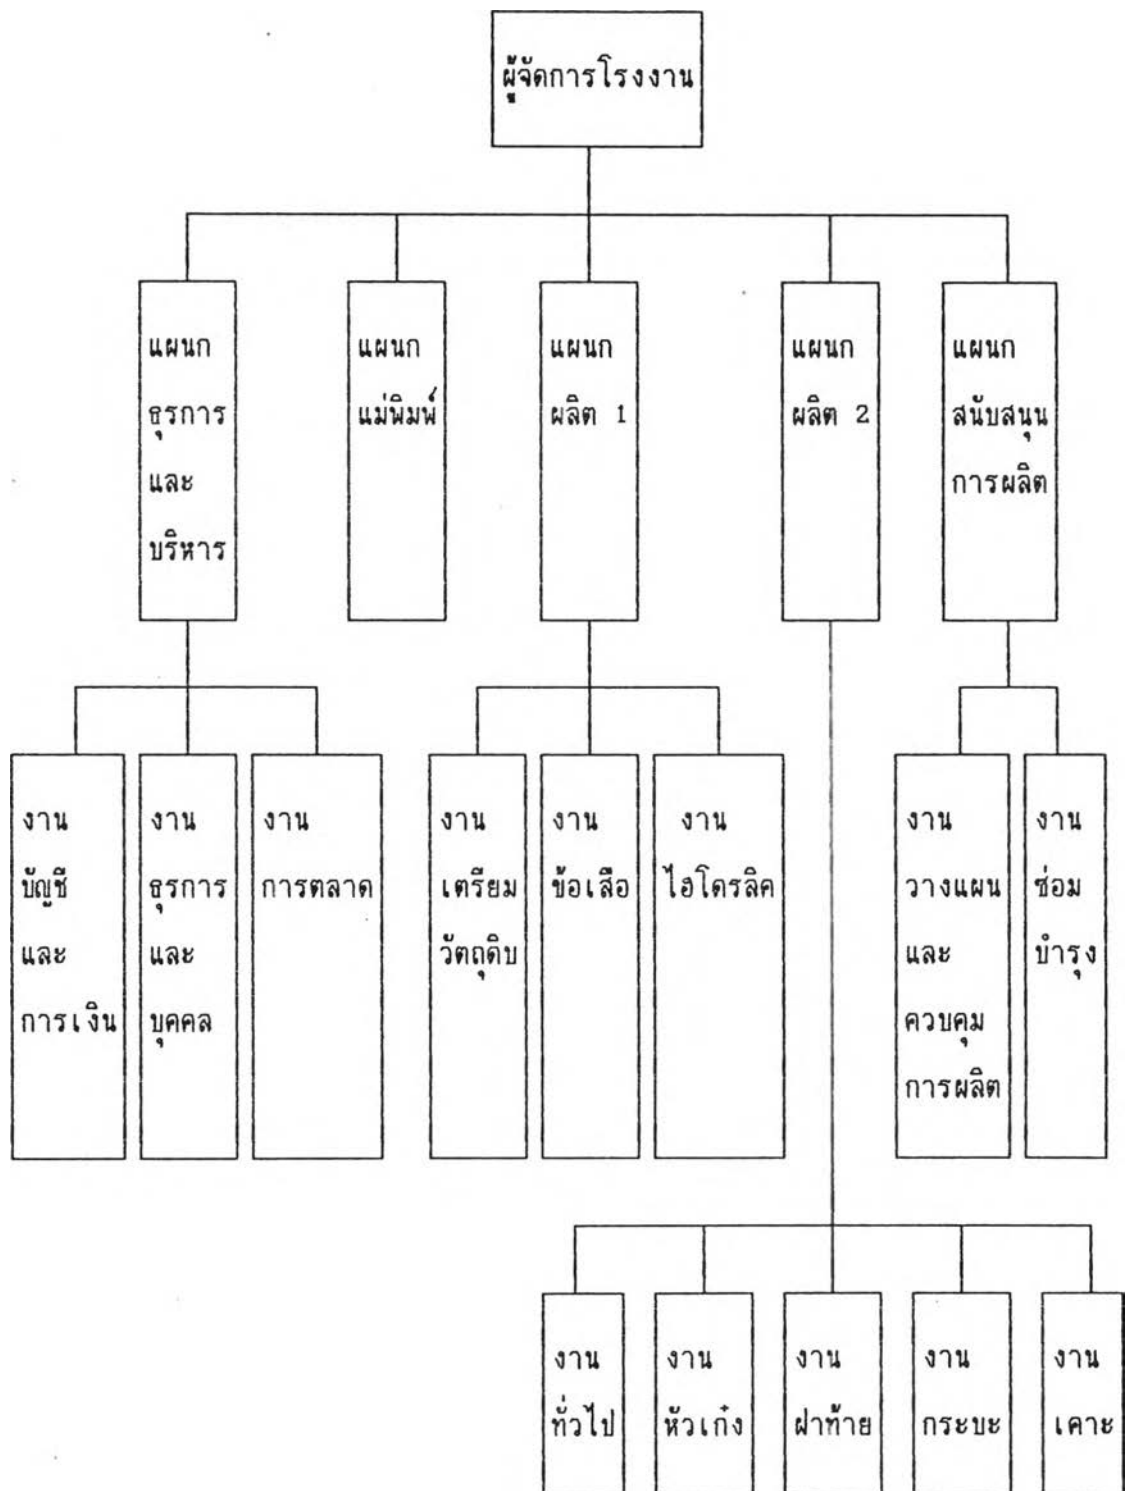 ผู้จัดการโรงงาน
แผนก
ธุรการ
และ
บริหาร
แผนก
แม่พิมพ์
แผนก
ผลิต 1
แผนก
ผลิต 2
แผนก
สนับสนุน
การผลิต
งาน
บัญชี
และ
การเงิน
งาน
ธุรการ
และ
บุคคล
งาน
การตลาด
งาน
เตรียม
วัตถุดิบ
งาน
ข้อเสือ
งาน
ไฮโดรลิค
งาน
วางแผน
และ
ควบคุม
การผลิต
งาน
ซ่อม
บำรุง
งาน
ทั่วไป
งาน
หัวเก๋ง
งาน
ฝาท้าย
งาน
กระบะ
งาน
เคาะ